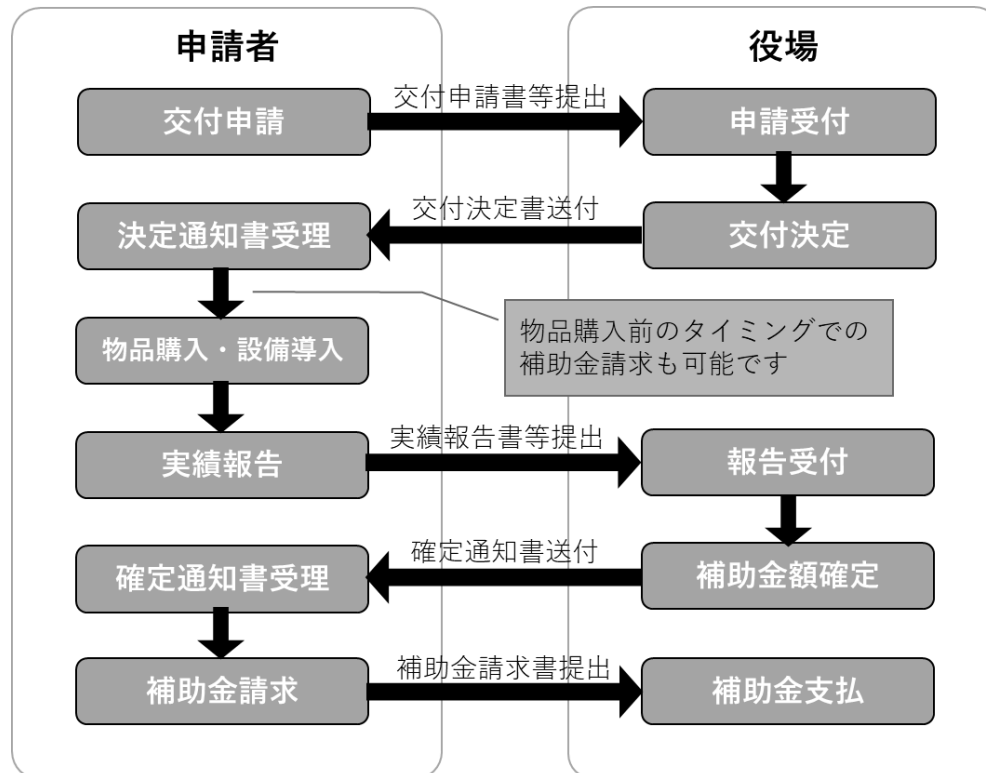 申請者
役場
交付申請
交付申請書等提出
申請受付
決定通知書受理
交付決定書送付
交付決定
物品購入前のタイミングでの
補助金請求も可能です
物品購入・設備導入
実績報告
実績報告書等提出
報告受付
確定通知書受理
確定通知書送付
補助金額確定
補助金請求
補助金請求書提出
補助金支払